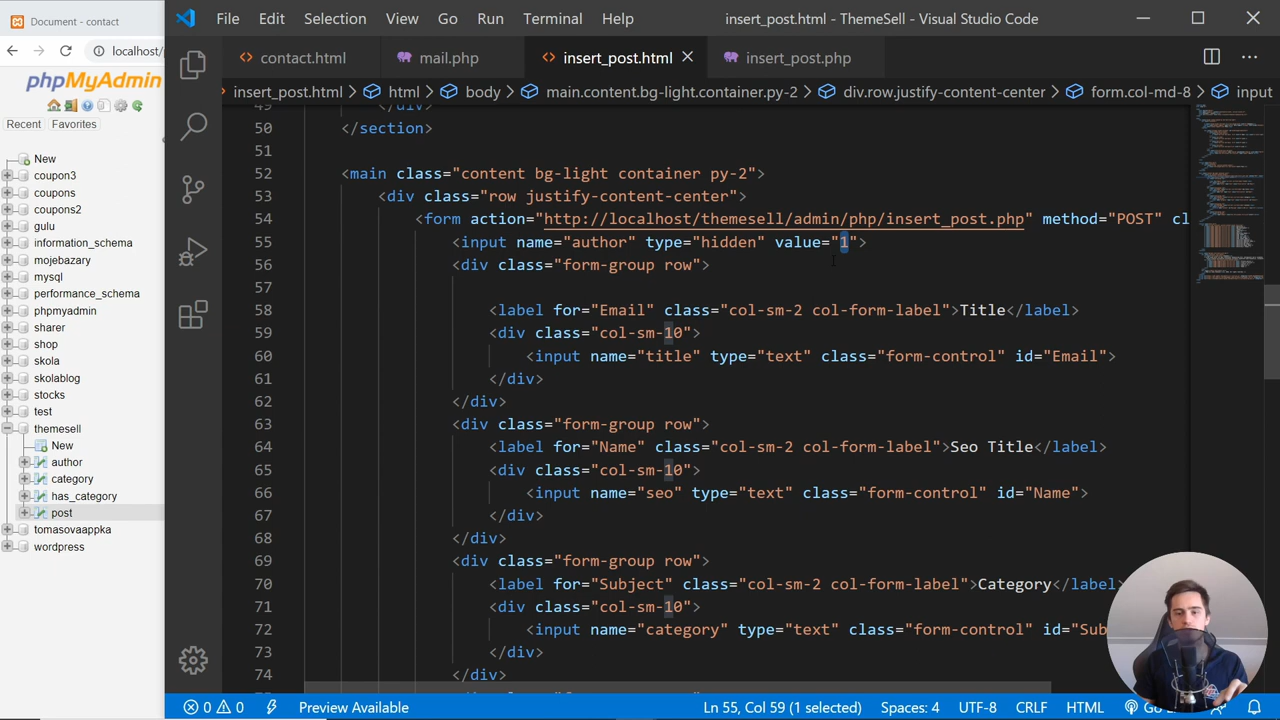 Document - contact
localhost/
phpMyAdmin
Recent Favorites
New
coupon3
coupons
coupons2
gulu
information_schema
mojebazary
mysql
performance_schema
phpmyadmin
sharer
shop
skola
skolablog
stocks
test
themesell
New
author
category
has_category
post
tomasovaappka
wordpress
File Edit Selection View Go Run Terminal Help insert_post.html - ThemeSell - Visual Studio Code
contact.html mail.php insert_post.html insert_post.php
insert_post.html > html > body > main.content.bg-light.container.py-2 > div.row.justify-content-center > form.col-md-8 > input
49 </div>
50 </section>
51
52 <main class="content bg-light container py-2">
53 <div class="row justify-content-center">
54 <form action="http://localhost/themesell/admin/php/insert_post.php" method="POST" cl
55 <input name="author" type="hidden" value="1">
56 <div class="form-group row">
57
58 <label for="Email" class="col-sm-2 col-form-label">Title</label>
59 <div class="col-sm-10">
60 <input name="title" type="text" class="form-control" id="Email">
61 </div>
62 </div>
63 <div class="form-group row">
64 <label for="Name" class="col-sm-2 col-form-label">Seo Title</label>
65 <div class="col-sm-10">
66 <input name="seo" type="text" class="form-control" id="Name">
67 </div>
68 </div>
69 <div class="form-group row">
70 <label for="Subject" class="col-sm-2 col-form-label">Category</label>
71 <div class="col-sm-10">
72 <input name="category" type="text" class="form-control" id="Sub
73 </div>
74 </div>
0 0 Preview Available Ln 55, Col 59 (1 selected) Spaces: 4 UTF-8 CRLF HTML Go